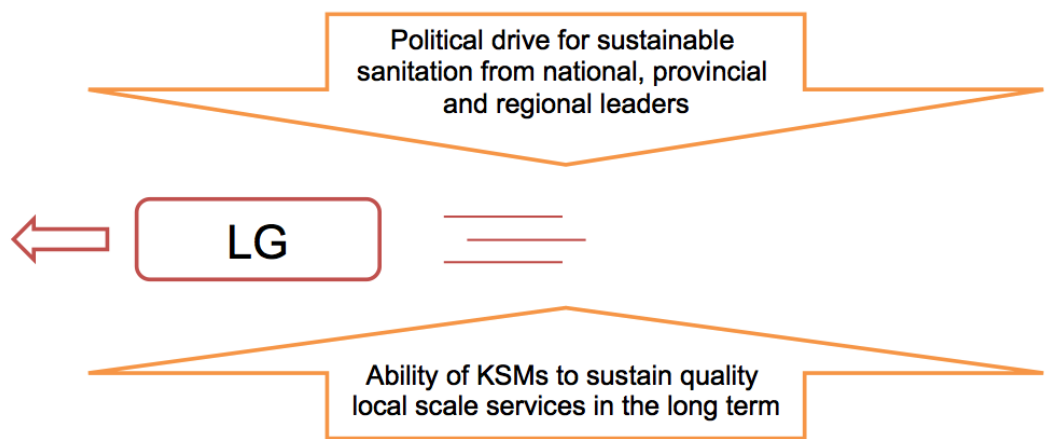 Political drive for sustainable
sanitation from national, provincial
and regional leaders
LG
Ability of KSMs to sustain quality
local scale services in the long term